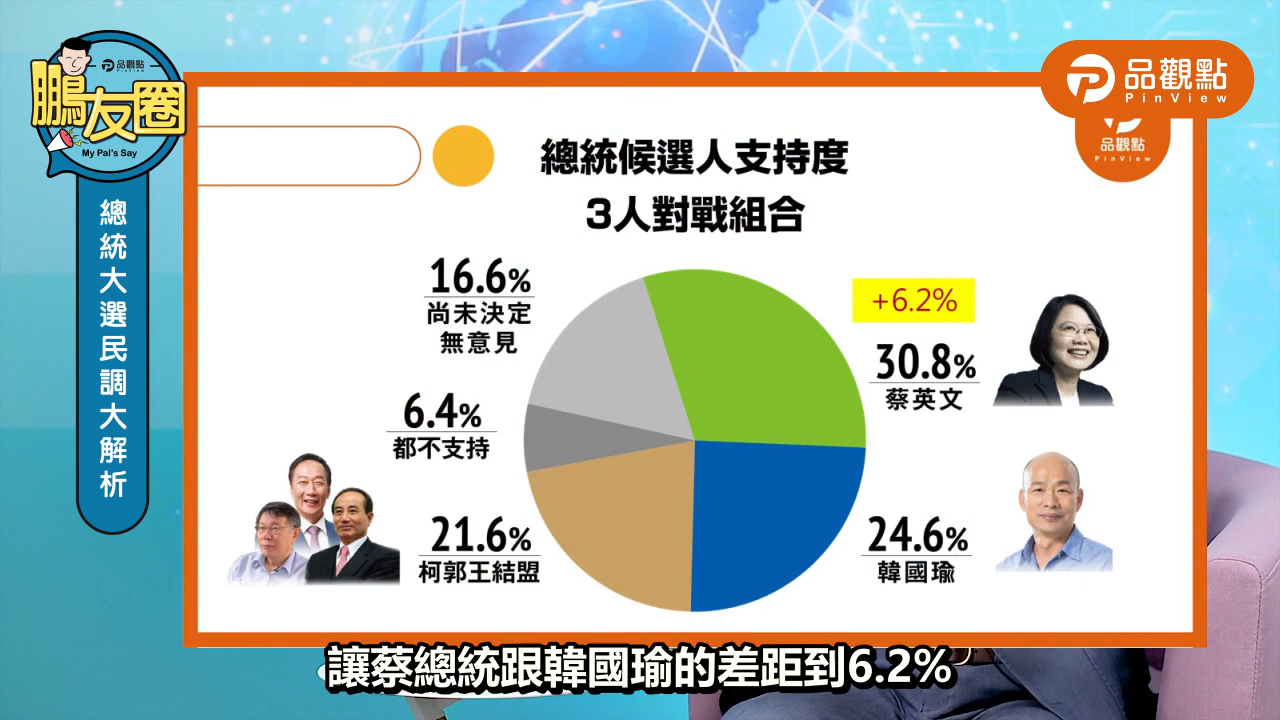 品觀點
PinView
鵬友圈
My Pal's Say
總統大選民調大解析
品觀點
PinView
品觀點
PinView
總統候選人支持度
3人對戰組合
16.6%
尚未決定
無意見
+6.2%
30.8%
蔡英文
6.4%
都不支持
21.6%
柯郭王結盟
24.6%
韓國瑜
讓蔡總統跟韓國瑜的差距到6.2%